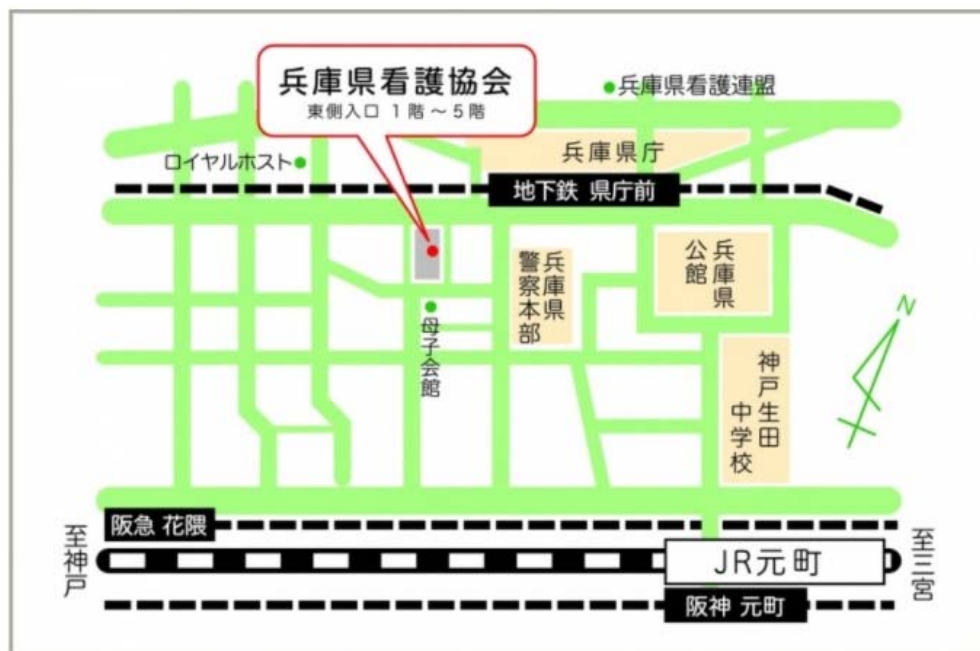 兵庫県看護協会
東側入口 1階～5階
兵庫県看護連盟
兵庫県庁
ロイヤルホスト
地下鉄 県庁前
兵庫県
公館
兵庫県
警察本部
母子会館
N
神戸生田
中学校
阪急 花隈
至神戸
JR元町
至三宮
阪神 元町